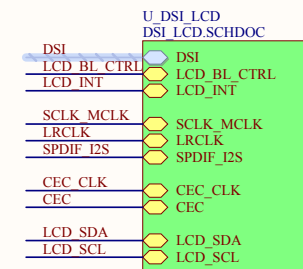 U_DSI_LCD
DSI_LCD.SCHDOC
DSI DSI
LCD_BL_CTRL LCD_BL_CTRL
LCD_INT LCD_INT
SCLK_MCLK SCLK_MCLK
LRCLK LRCLK
SPDIF_I2S SPDIF_I2S
CEC_CLK CEC_CLK
CEC CEC
LCD_SDA LCD_SDA
LCD_SCL LCD_SCL